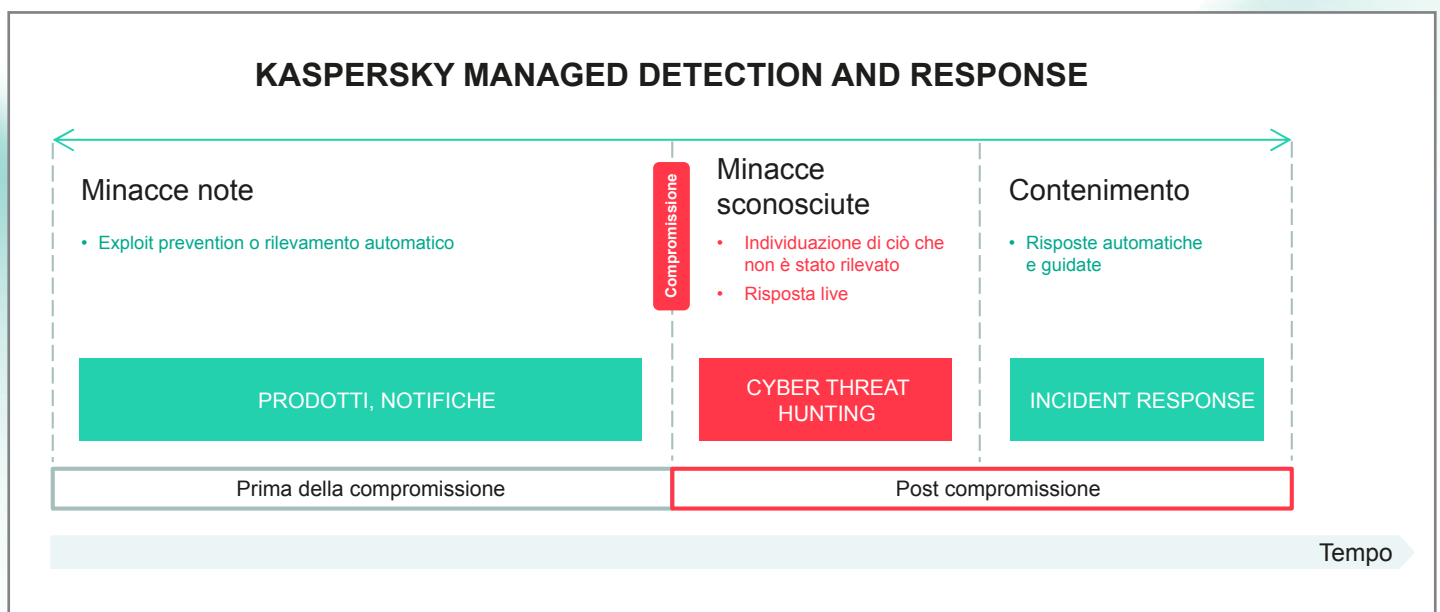 KASPERSKY MANAGED DETECTION AND RESPONSE
Minacce note
• Exploit prevention o rilevamento automatico
PRODOTTI, NOTIFICHE
Compromissione
Minacce
sconosciute
• Individuazione di ciò che
non è stato rilevato
• Risposta live
CYBER THREAT
HUNTING
Contenimento
• Risposte automatiche
e guidate
INCIDENT RESPONSE
Prima della compromissione
Post compromissione
Tempo